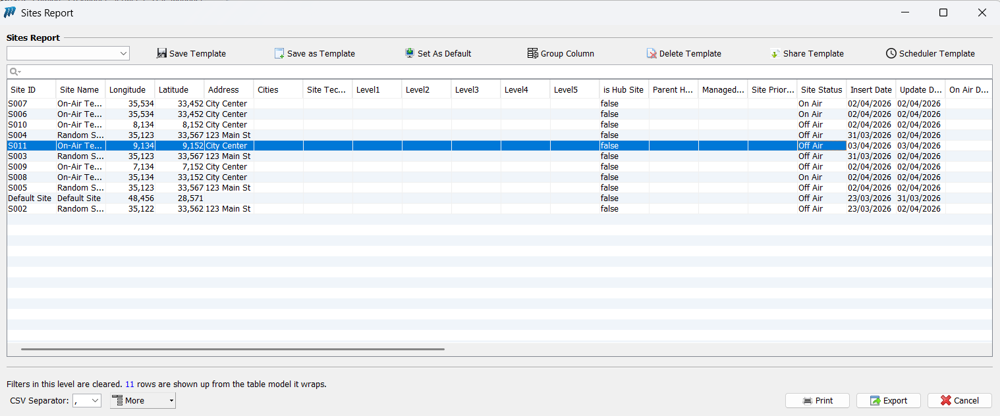 Sites Report
Sites Report
Save Template Save as Template Set As Default Group Column Delete Template Share Template Scheduler Template
Site ID Site Name Longitude Latitude Address Cities Site Tec... Level1 Level2 Level3 Level4 Level5 is Hub Site Parent H... Managed... Site Prior... Site Status Insert Date Update D... On Air D...
S007 On-Air Te... 35,534 33,452 City Center false On Air 02/04/2026 02/04/2026
S006 On-Air Te... 35,534 33,452 City Center false On Air 02/04/2026 02/04/2026
S010 On-Air Te... 8,134 8,152 City Center false Off Air 02/04/2026 02/04/2026
S004 Random S... 35,123 33,567 123 Main St false Off Air 31/03/2026 02/04/2026
S011 On-Air Te... 9,134 9,152 City Center false Off Air 03/04/2026 03/04/2026
S003 Random S... 35,123 33,567 123 Main St false Off Air 31/03/2026 02/04/2026
S009 On-Air Te... 7,134 7,152 City Center false Off Air 02/04/2026 02/04/2026
S008 On-Air Te... 35,134 33,152 City Center false On Air 02/04/2026 02/04/2026
S005 Random S... 35,123 33,567 123 Main St false Off Air 02/04/2026 02/04/2026
Default Site Default Site 48,456 28,571 false Off Air 23/03/2026 31/03/2026
S002 Random S... 35,122 33,562 123 Main St false Off Air 23/03/2026 02/04/2026
Filters in this level are cleared. 11 rows are shown up from the table model it wraps.
CSV Separator: , More Print Export Cancel